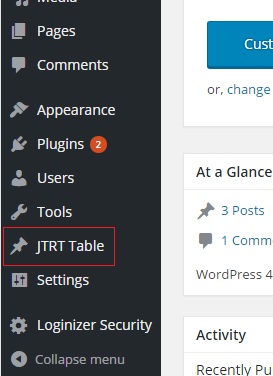 Media
Pages
Comments
Appearance
Plugins 2
Users
Tools
JTRT Table
Settings
Loginizer Security
Collapse menu
Cust
or, change
At a Glance
3 Posts
1 Comm
WordPress 4
Activity
Recently Pu